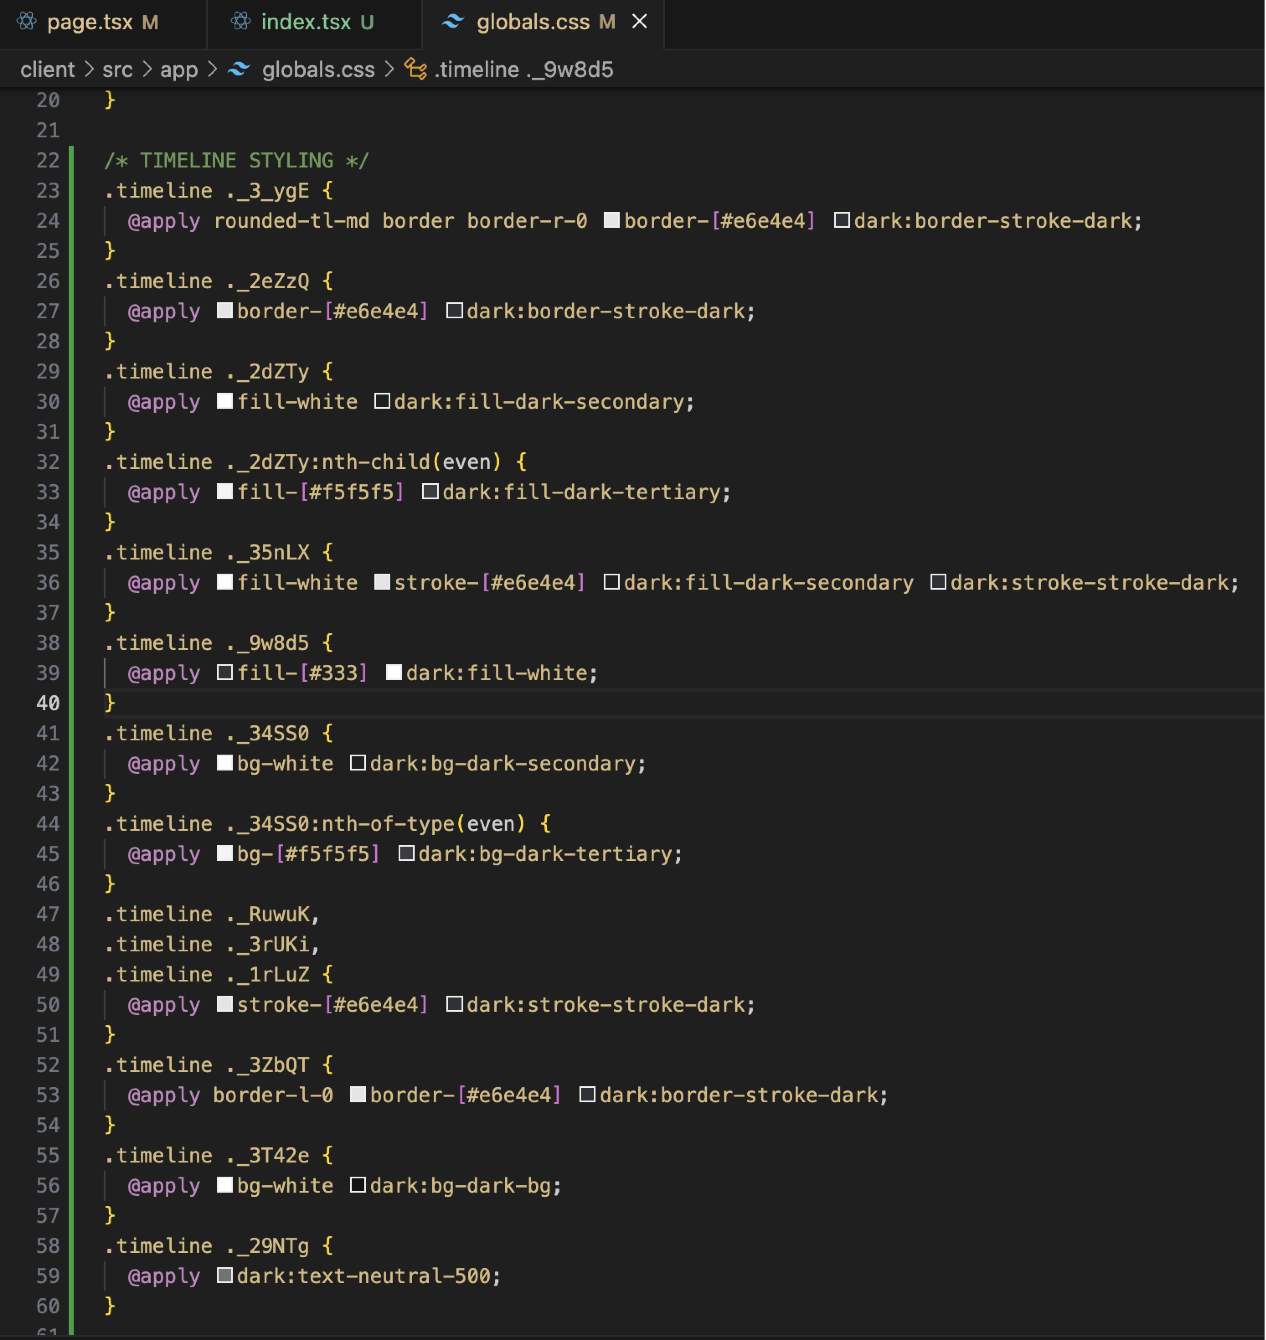 page.tsx M index.tsx U globals.css M
client > src > app > globals.css > .timeline ._9w8d5
20 }
21
22 /* TIMELINE STYLING */
23 .timeline ._3_ygE {
24 @apply rounded-tl-md border border-r-0 border-[#e6e4e4] dark:border-stroke-dark;
25 }
26 .timeline ._2eZzQ {
27 @apply border-[#e6e4e4] dark:border-stroke-dark;
28 }
29 .timeline ._2dZTy {
30 @apply fill-white dark:fill-dark-secondary;
31 }
32 .timeline ._2dZTy:nth-child(even) {
33 @apply fill-[#f5f5f5] dark:fill-dark-tertiary;
34 }
35 .timeline ._35nLX {
36 @apply fill-white stroke-[#e6e4e4] dark:fill-dark-secondary dark:stroke-stroke-dark;
37 }
38 .timeline ._9w8d5 {
39 @apply fill-[#333] dark:fill-white;
40 }
41 .timeline ._34SS0 {
42 @apply bg-white dark:bg-dark-secondary;
43 }
44 .timeline ._34SS0:nth-of-type(even) {
45 @apply bg-[#f5f5f5] dark:bg-dark-tertiary;
46 }
47 .timeline ._RuwuK,
48 .timeline ._3rUKi,
49 .timeline ._1rLuZ {
50 @apply stroke-[#e6e4e4] dark:stroke-stroke-dark;
51 }
52 .timeline ._3ZbQT {
53 @apply border-l-0 border-[#e6e4e4] dark:border-stroke-dark;
54 }
55 .timeline ._3T42e {
56 @apply bg-white dark:bg-dark-bg;
57 }
58 .timeline ._29NTg {
59 @apply dark:text-neutral-500;
60 }
61